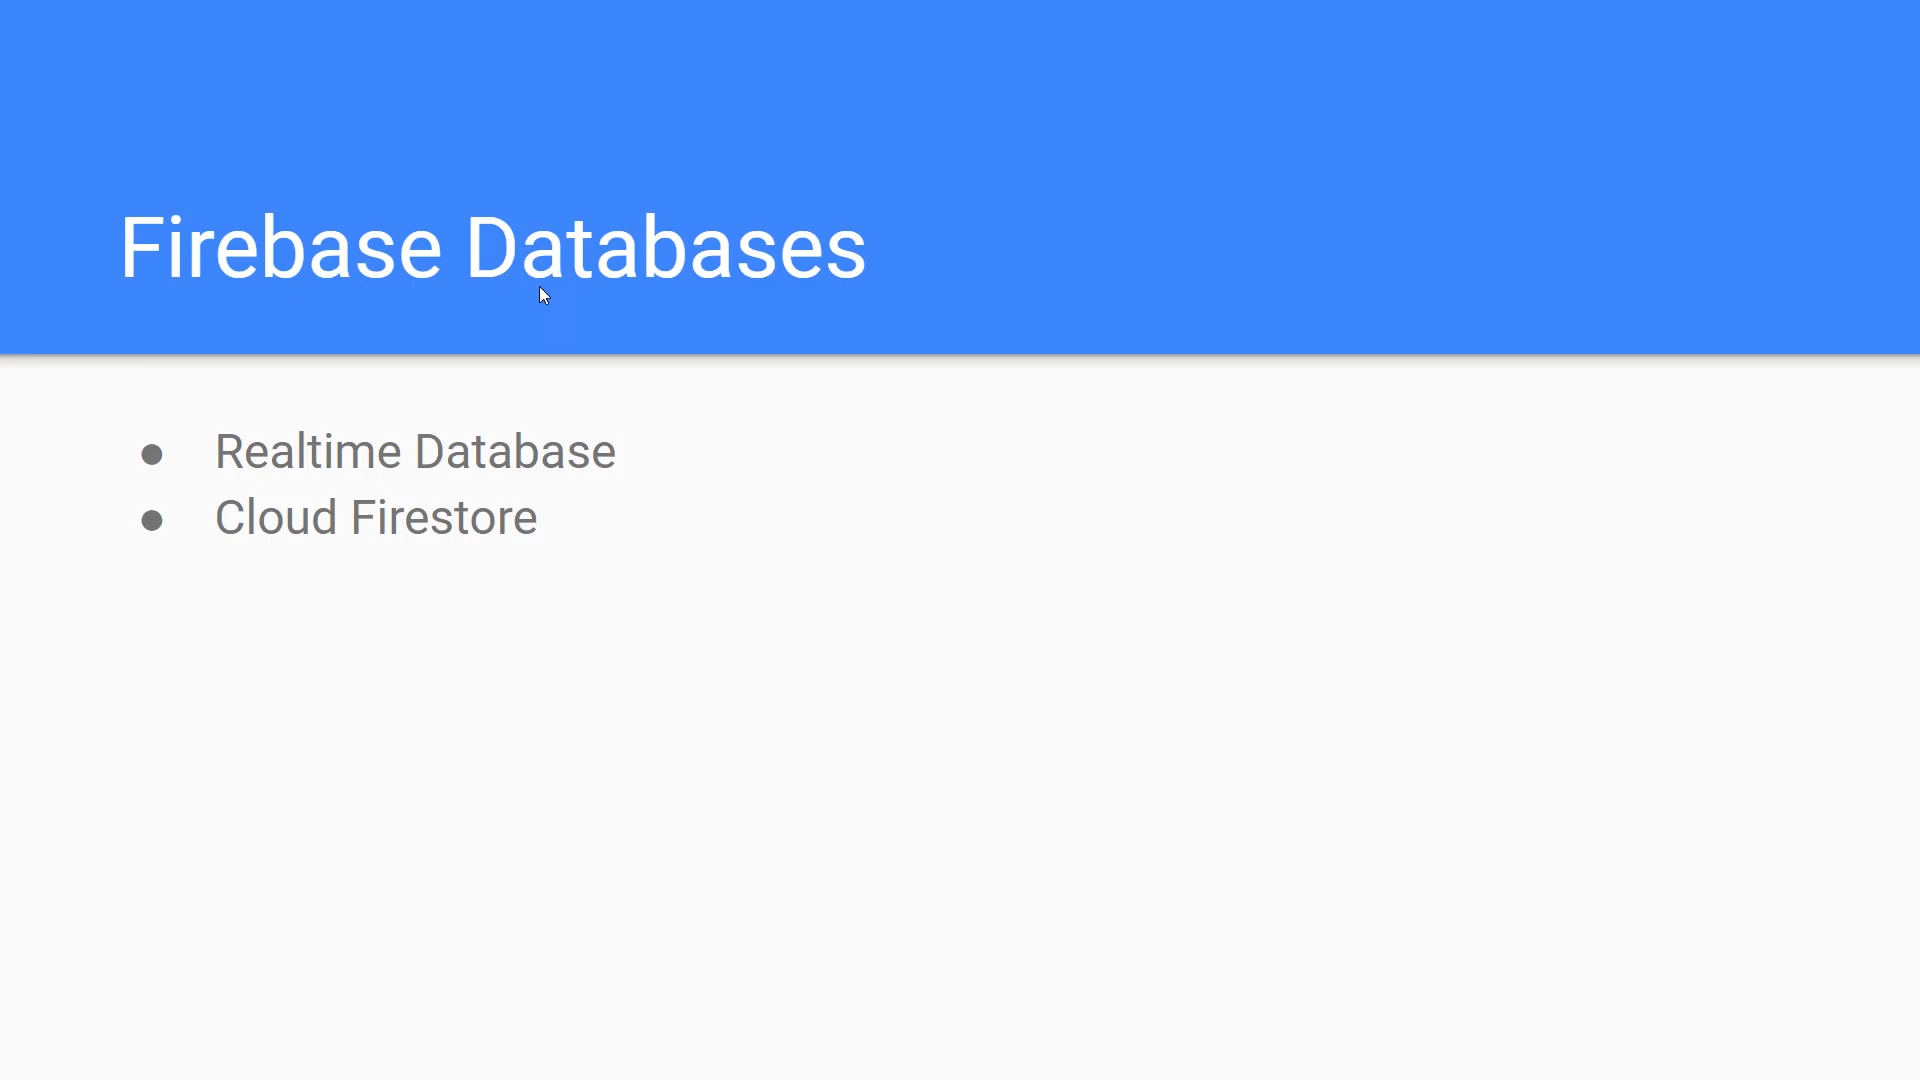 Firebase Databases
● Realtime Database
● Cloud Firestore